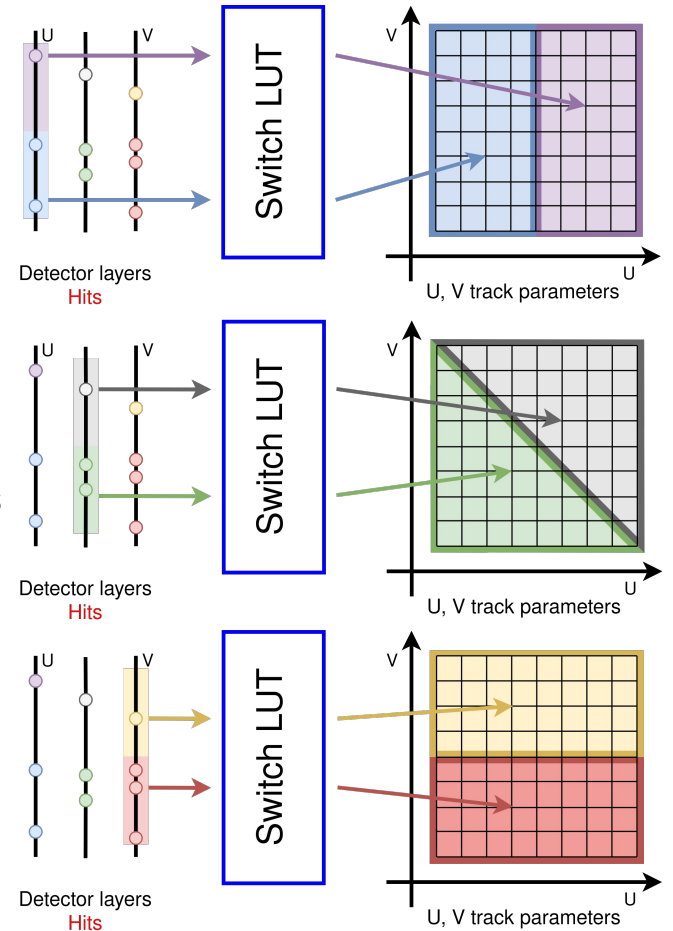 U
V
Switch LUT
V
U
Detector layers
Hits
U, V track parameters
U
V
Switch LUT
V
U
Detector layers
Hits
U, V track parameters
U
V
Switch LUT
V
U
Detector layers
Hits
U, V track parameters